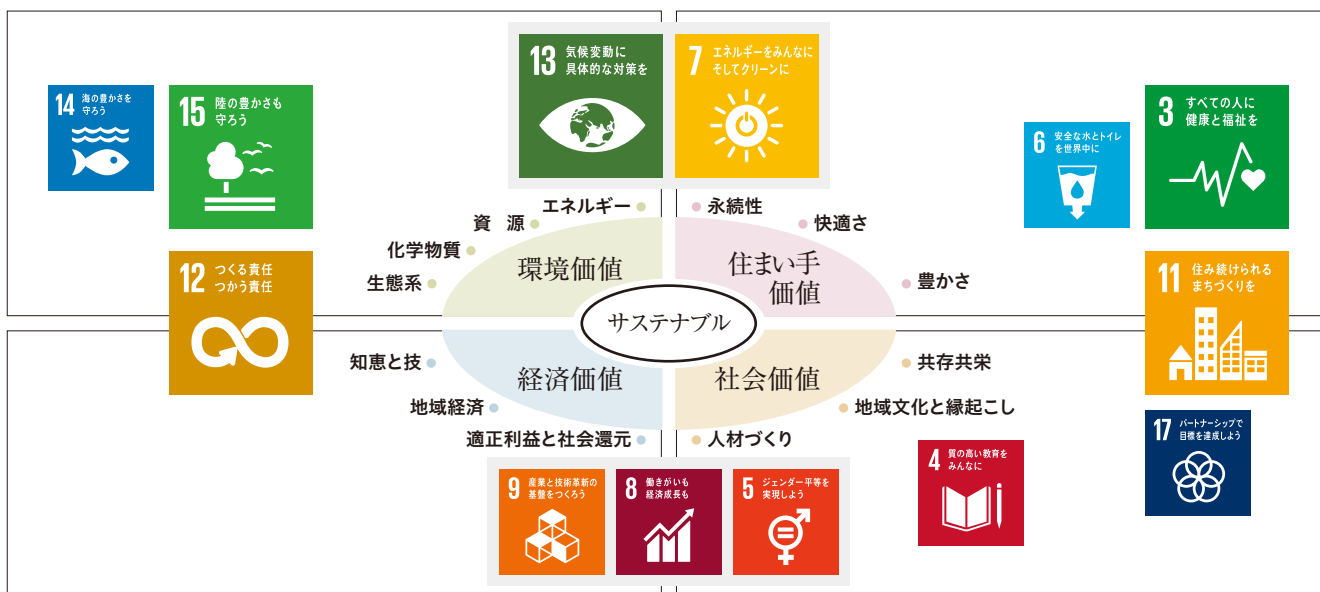 13 気候変動に
具体的な対策を
7 エネルギーをみんなに
そしてクリーンに
14 海の豊かさを
守ろう
15 陸の豊かさも
守ろう
6 安全な水とトイレ
を世界中に
3 すべての人に
健康と福祉を
エネルギー
資 源
化学物質
生態系
永続性
快適さ
豊かさ
環境価値
住まい手
価値
12 つくる責任
つかう責任
11 住み続けられる
まちづくりを
サステナブル
知恵と技
地域経済
適正利益と社会還元
経済価値
社会価値
共存共栄
地域文化と縁起こし
人材づくり
9 産業と技術革新の
基盤をつくろう
8 働きがいも
経済成長も
5 ジェンダー平等を
実現しよう
4 質の高い教育を
みんなに
17 パートナーシップで
目標を達成しよう